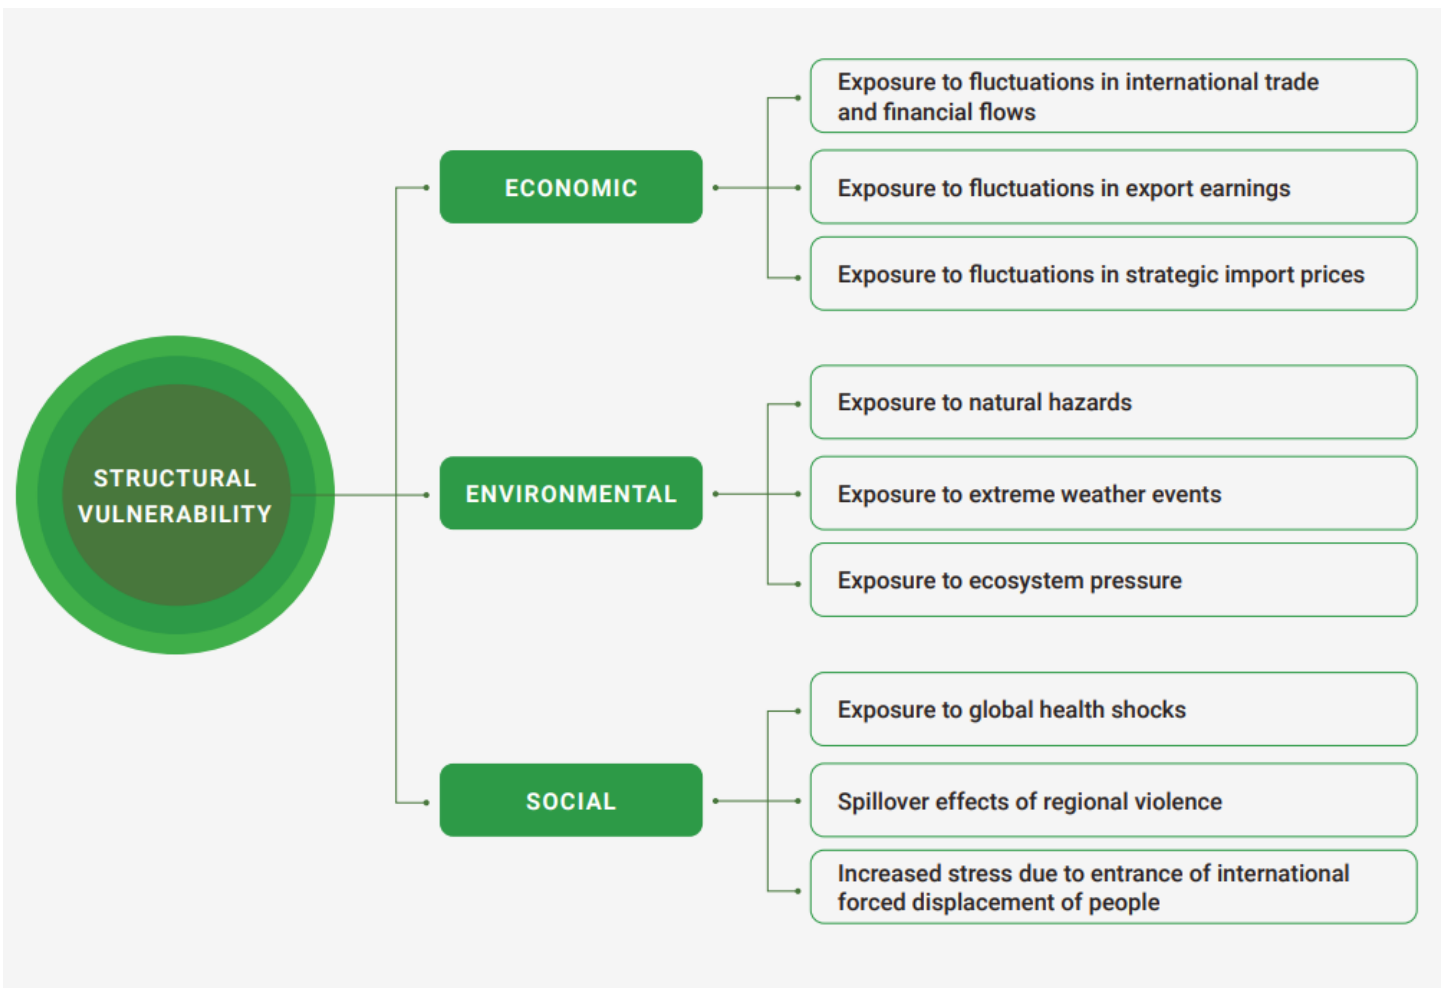 STRUCTURAL
VULNERABILITY
ECONOMIC
Exposure to fluctuations in international trade
and financial flows
Exposure to fluctuations in export earnings
Exposure to fluctuations in strategic import prices
ENVIRONMENTAL
Exposure to natural hazards
Exposure to extreme weather events
Exposure to ecosystem pressure
SOCIAL
Exposure to global health shocks
Spillover effects of regional violence
Increased stress due to entrance of international
forced displacement of people